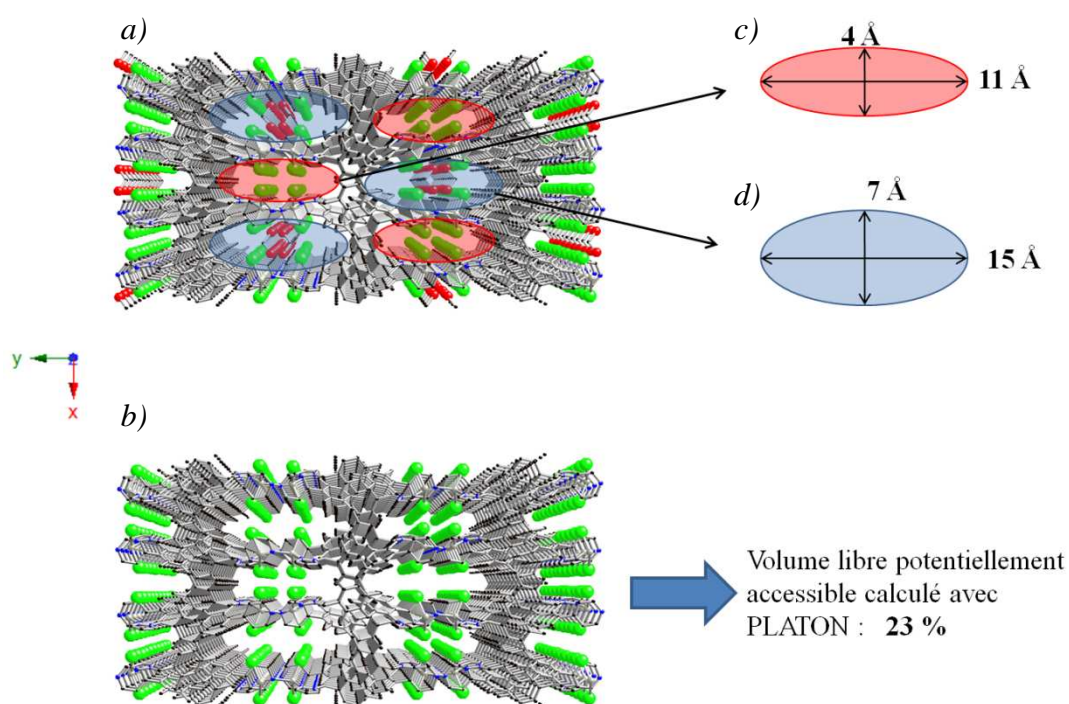 a)
c)
4 Å
11 Å
d)
7 Å
15 Å
y
z
x
b)
Volume libre potentiellement
accessible calculé avec
PLATON : 23 %